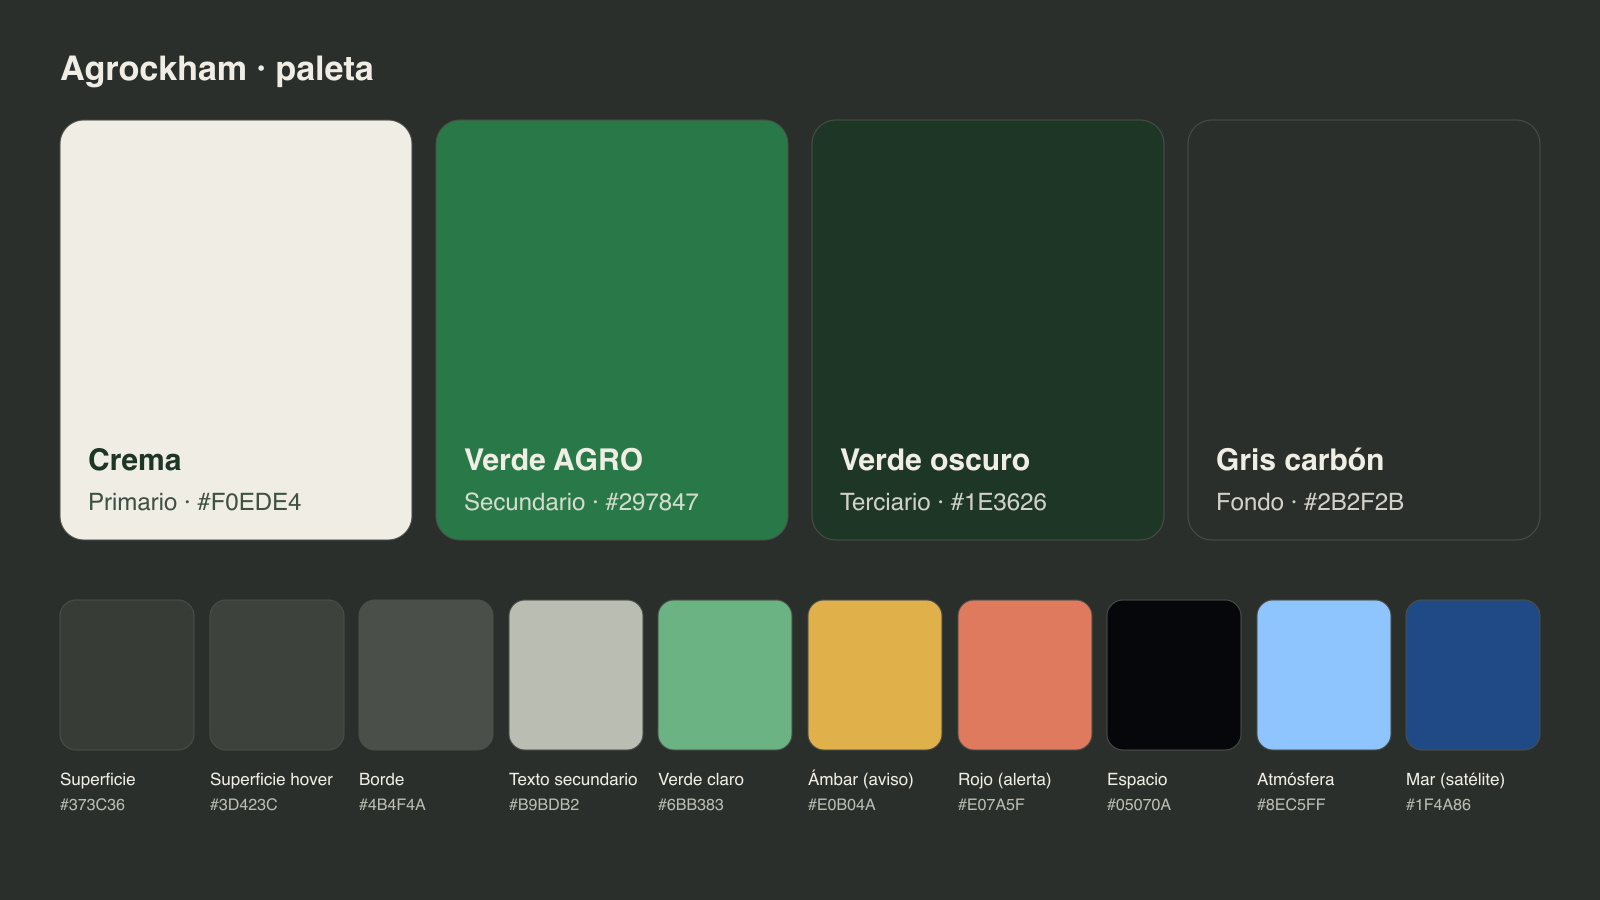 Agrockham · paleta
Crema
Primario · #F0EDE4
Verde AGRO
Secundario · #297847
Verde oscuro
Terciario · #1E3626
Gris carbón
Fondo · #2B2F2B
Superficie
#373C36
Superficie hover
#3D423C
Borde
#4B4F4A
Texto secundario
#B9BDB2
Verde claro
#6BB383
Ámbar (aviso)
#E0B04A
Rojo (alerta)
#E07A5F
Espacio
#05070A
Atmósfera
#8EC5FF
Mar (satélite)
#1F4A86